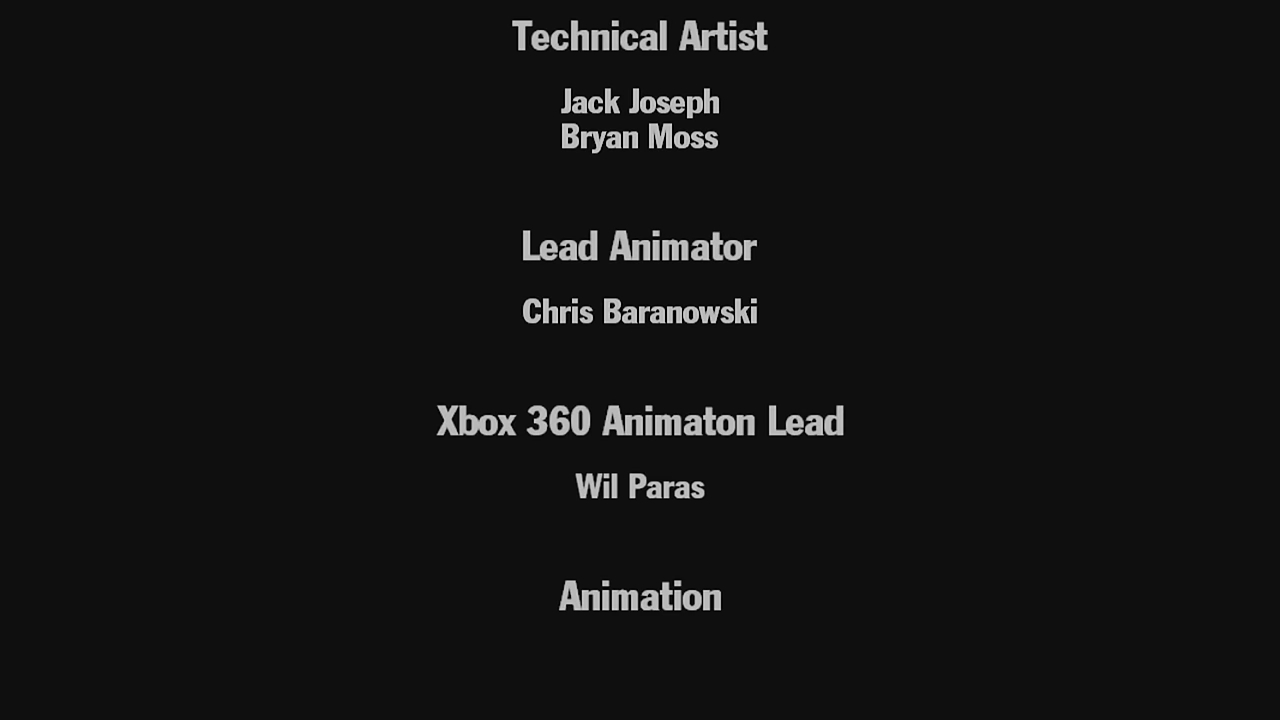 Technical Artist
Jack Joseph
Bryan Moss
Lead Animator
Chris Baranowski
Xbox 360 Animaton Lead
Wil Paras
Animation